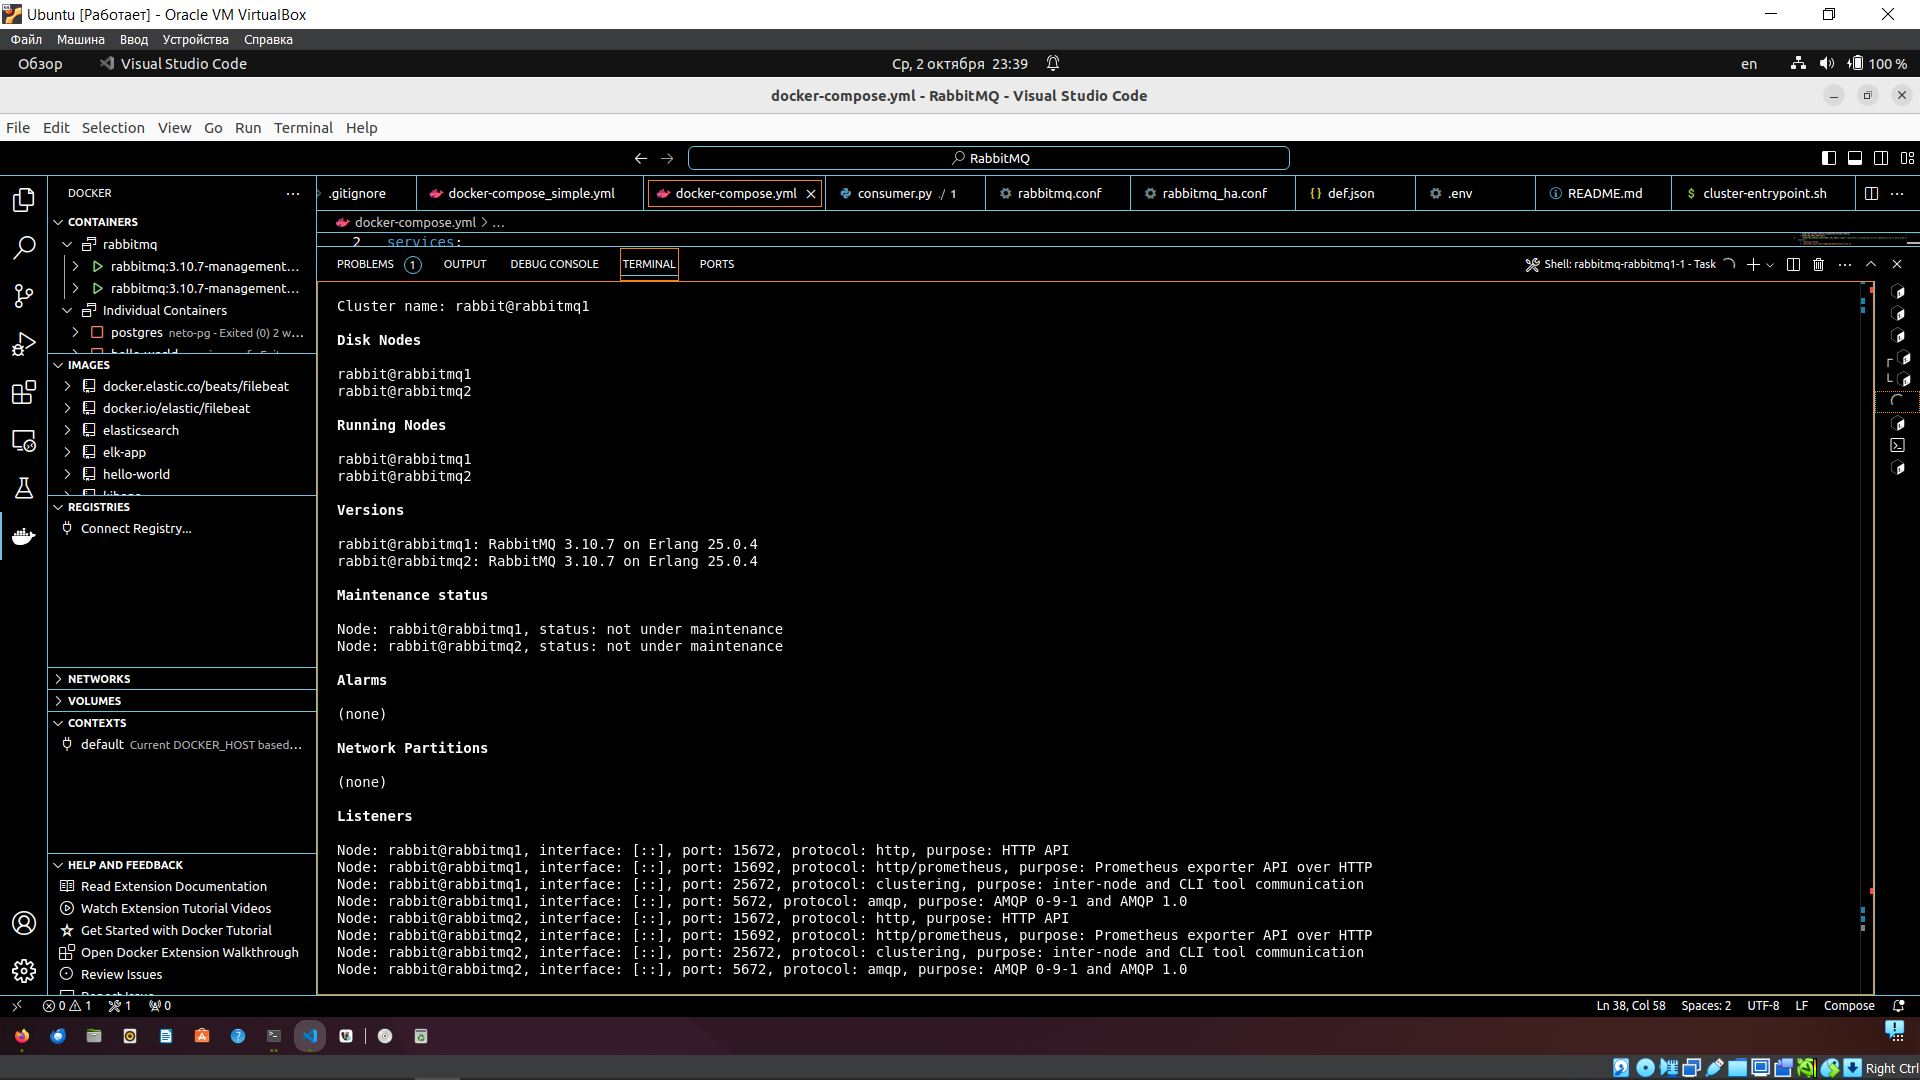 Ubuntu [Работает] - Oracle VM VirtualBox
Файл Машина Ввод Устройства Справка
Обзор Visual Studio Code Ср, 2 октября 23:39 en 100 %
docker-compose.yml - RabbitMQ - Visual Studio Code
File Edit Selection View Go Run Terminal Help
RabbitMQ
DOCKER
.gitignore docker-compose_simple.yml docker-compose.yml consumer.py ./ 1 rabbitmq.conf rabbitmq_ha.conf {} def.json .env README.md $ cluster-entrypoint.sh
docker-compose.yml > ...
2 services:
PROBLEMS 1 OUTPUT DEBUG CONSOLE TERMINAL PORTS Shell: rabbitmq-rabbitmq1-1 - Task
CONTAINERS
rabbitmq
rabbitmq:3.10.7-management...
rabbitmq:3.10.7-management...
Individual Containers
postgres neto-pg - Exited (0) 2 w...
IMAGES
docker.elastic.co/beats/filebeat
docker.io/elastic/filebeat
elasticsearch
elk-app
hello-world
REGISTRIES
Connect Registry...
NETWORKS
VOLUMES
CONTEXTS
default Current DOCKER_HOST based...
HELP AND FEEDBACK
Read Extension Documentation
Watch Extension Tutorial Videos
Get Started with Docker Tutorial
Open Docker Extension Walkthrough
Review Issues
Cluster name: rabbit@rabbitmq1
Disk Nodes
rabbit@rabbitmq1
rabbit@rabbitmq2
Running Nodes
rabbit@rabbitmq1
rabbit@rabbitmq2
Versions
rabbit@rabbitmq1: RabbitMQ 3.10.7 on Erlang 25.0.4
rabbit@rabbitmq2: RabbitMQ 3.10.7 on Erlang 25.0.4
Maintenance status
Node: rabbit@rabbitmq1, status: not under maintenance
Node: rabbit@rabbitmq2, status: not under maintenance
Alarms
(none)
Network Partitions
(none)
Listeners
Node: rabbit@rabbitmq1, interface: [::], port: 15672, protocol: http, purpose: HTTP API
Node: rabbit@rabbitmq1, interface: [::], port: 15692, protocol: http/prometheus, purpose: Prometheus exporter API over HTTP
Node: rabbit@rabbitmq1, interface: [::], port: 25672, protocol: clustering, purpose: inter-node and CLI tool communication
Node: rabbit@rabbitmq1, interface: [::], port: 5672, protocol: amqp, purpose: AMQP 0-9-1 and AMQP 1.0
Node: rabbit@rabbitmq2, interface: [::], port: 15672, protocol: http, purpose: HTTP API
Node: rabbit@rabbitmq2, interface: [::], port: 15692, protocol: http/prometheus, purpose: Prometheus exporter API over HTTP
Node: rabbit@rabbitmq2, interface: [::], port: 25672, protocol: clustering, purpose: inter-node and CLI tool communication
Node: rabbit@rabbitmq2, interface: [::], port: 5672, protocol: amqp, purpose: AMQP 0-9-1 and AMQP 1.0
0 1 1 0 Ln 38, Col 58 Spaces: 2 UTF-8 LF Compose
Right Ctrl